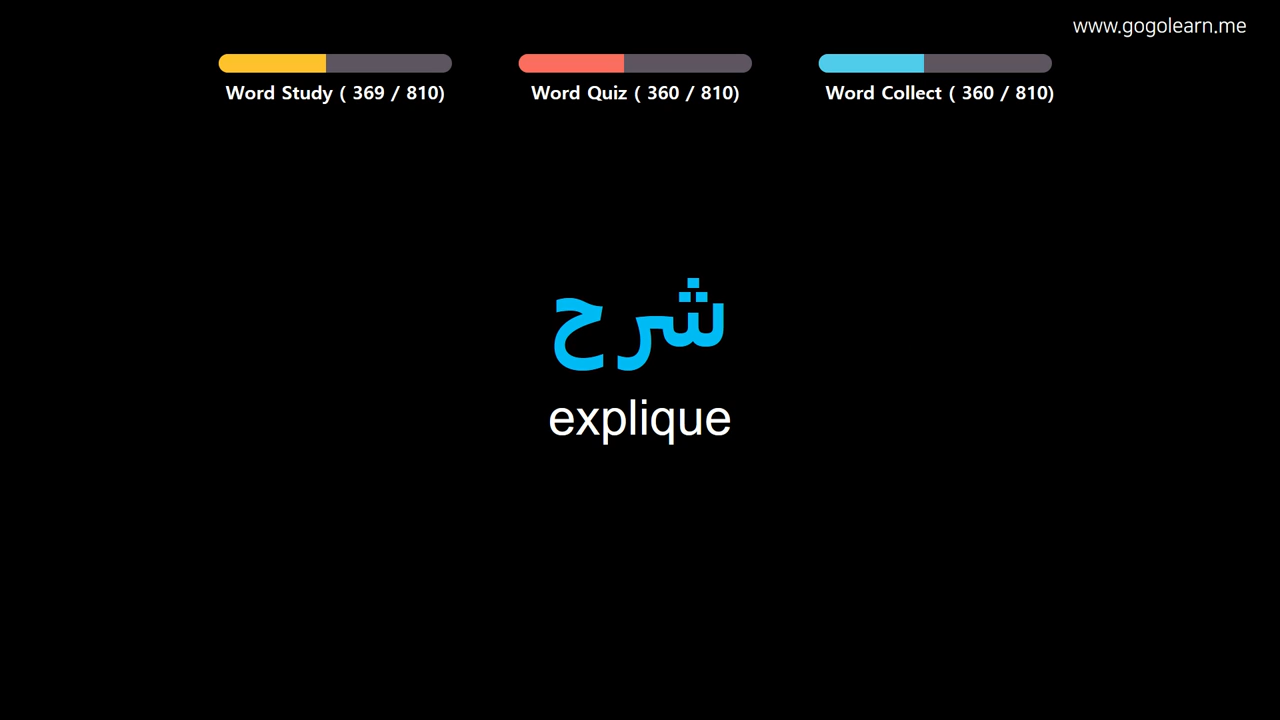 www.gogolearn.me
Word Study ( 369 / 810)
Word Quiz ( 360 / 810)
Word Collect ( 360 / 810)
شرح
explique